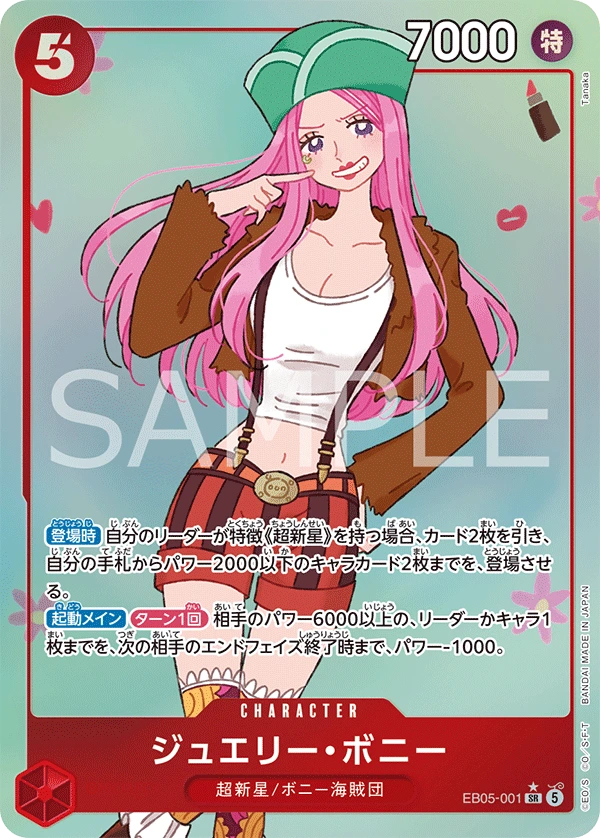 5
7000
特
Tanaka
SAMPLE
登場時 自分のリーダーが特徴《超新星》を持つ場合、カード2枚を引き、
自分の手札からパワー2000以下のキャラカード2枚までを、登場させ
る。
起動メイン ターン1回 相手のパワー6000以上の、リーダーかキャラ1
枚までを、次の相手のエンドフェイズ終了時まで、パワー-1000。
CHARACTER
ジュエリー・ボニー
超新星/ボニー海賊団
EB05-001 SR 5
©EO/S ©O/S・F・T BANDAI MADE IN JAPAN